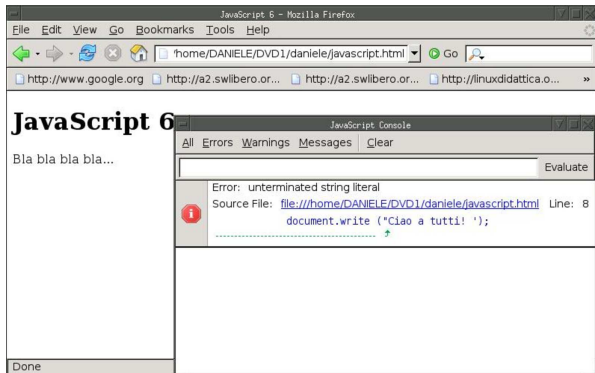 JavaScript 6 - Mozilla Firefox
File Edit View Go Bookmarks Tools Help
/home/DANIELE/DVD1/daniele/javascript.html Go
http://www.google.org http://a2.swlibero.or... http://a2.swlibero.or... http://linuxdidattica.o... »
JavaScript 6
Bla bla bla bla...
JavaScript Console
All Errors Warnings Messages Clear
Evaluate
Error: unterminated string literal
Source File: file:///home/DANIELE/DVD1/daniele/javascript.html Line: 8
document.write ("Ciao a tutti! ');
Done